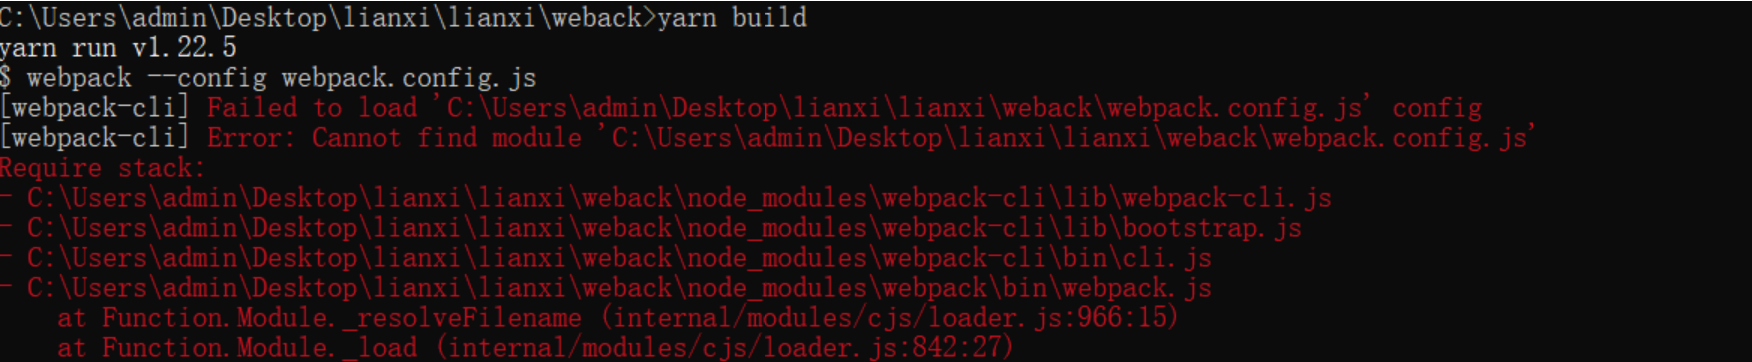 C:\Users\admin\Desktop\lianxi\lianxi\weback>yarn build
yarn run v1.22.5
$ webpack --config webpack.config.js
[webpack-cli] Failed to load 'C:\Users\admin\Desktop\lianxi\lianxi\weback\webpack.config.js' config
[webpack-cli] Error: Cannot find module 'C:\Users\admin\Desktop\lianxi\lianxi\weback\webpack.config.js'
Require stack:
- C:\Users\admin\Desktop\lianxi\lianxi\weback\node_modules\webpack-cli\lib\webpack-cli.js
- C:\Users\admin\Desktop\lianxi\lianxi\weback\node_modules\webpack-cli\lib\bootstrap.js
- C:\Users\admin\Desktop\lianxi\lianxi\weback\node_modules\webpack-cli\bin\cli.js
- C:\Users\admin\Desktop\lianxi\lianxi\weback\node_modules\webpack\bin\webpack.js
    at Function.Module._resolveFilename (internal/modules/cjs/loader.js:966:15)
    at Function.Module._load (internal/modules/cjs/loader.js:842:27)